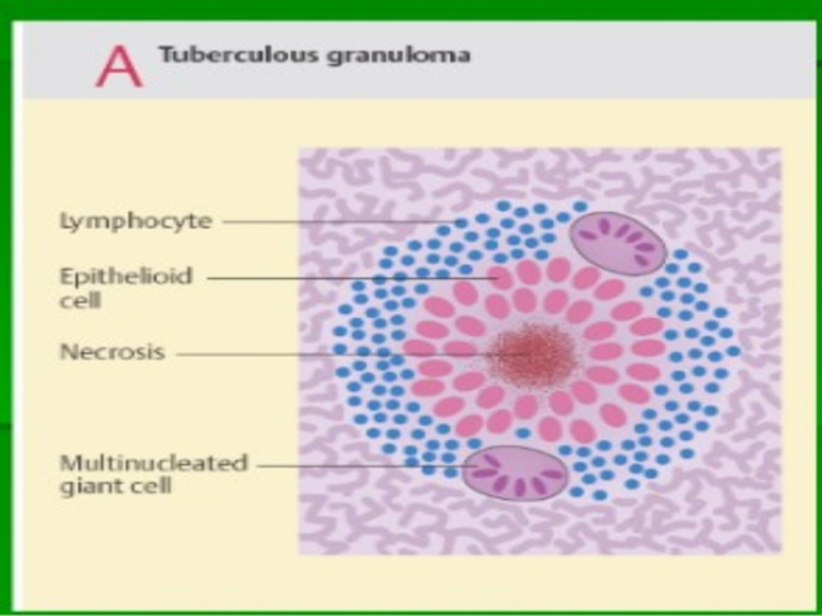 A Tuberculous granuloma
Lymphocyte
Epithelioid
cell
Necrosis
Multinucleated
giant cell